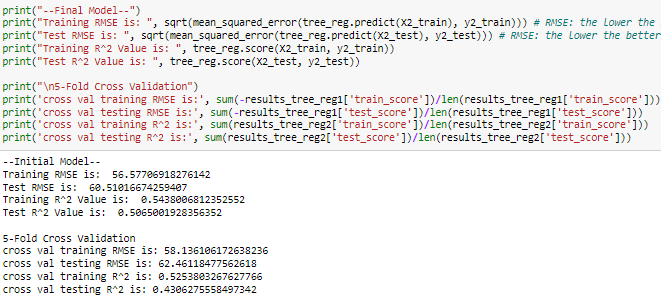 print("--Final Model--")
print("Training RMSE is: ", sqrt(mean_squared_error(tree_reg.predict(X2_train), y2_train))) # RMSE: the Lower the
print("Test RMSE is: ", sqrt(mean_squared_error(tree_reg.predict(X2_test), y2_test))) # RMSE: the Lower the better
print("Training R^2 Value is: ", tree_reg.score(X2_train, y2_train))
print("Test R^2 Value is: ", tree_reg.score(X2_test, y2_test))
print("\n5-Fold Cross Validation")
print('cross val training RMSE is:', sum(-results_tree_reg1['train_score'])/len(results_tree_reg1['train_score']))
print('cross val testing RMSE is:', sum(-results_tree_reg1['test_score'])/len(results_tree_reg1['test_score']))
print('cross val training R^2 is:', sum(results_tree_reg2['train_score'])/len(results_tree_reg2['train_score']))
print('cross val testing R^2 is:', sum(results_tree_reg2['test_score'])/len(results_tree_reg2['test_score']))
--Initial Model--
Training RMSE is:  56.57706918276142
Test RMSE is:  60.51016674259407
Training R^2 Value is:  0.5438006812352552
Test R^2 Value is:  0.5065001928356352
5-Fold Cross Validation
cross val training RMSE is: 58.136106172638236
cross val testing RMSE is: 62.46118477562618
cross val training R^2 is: 0.5253803267627766
cross val testing R^2 is: 0.4306275558497342